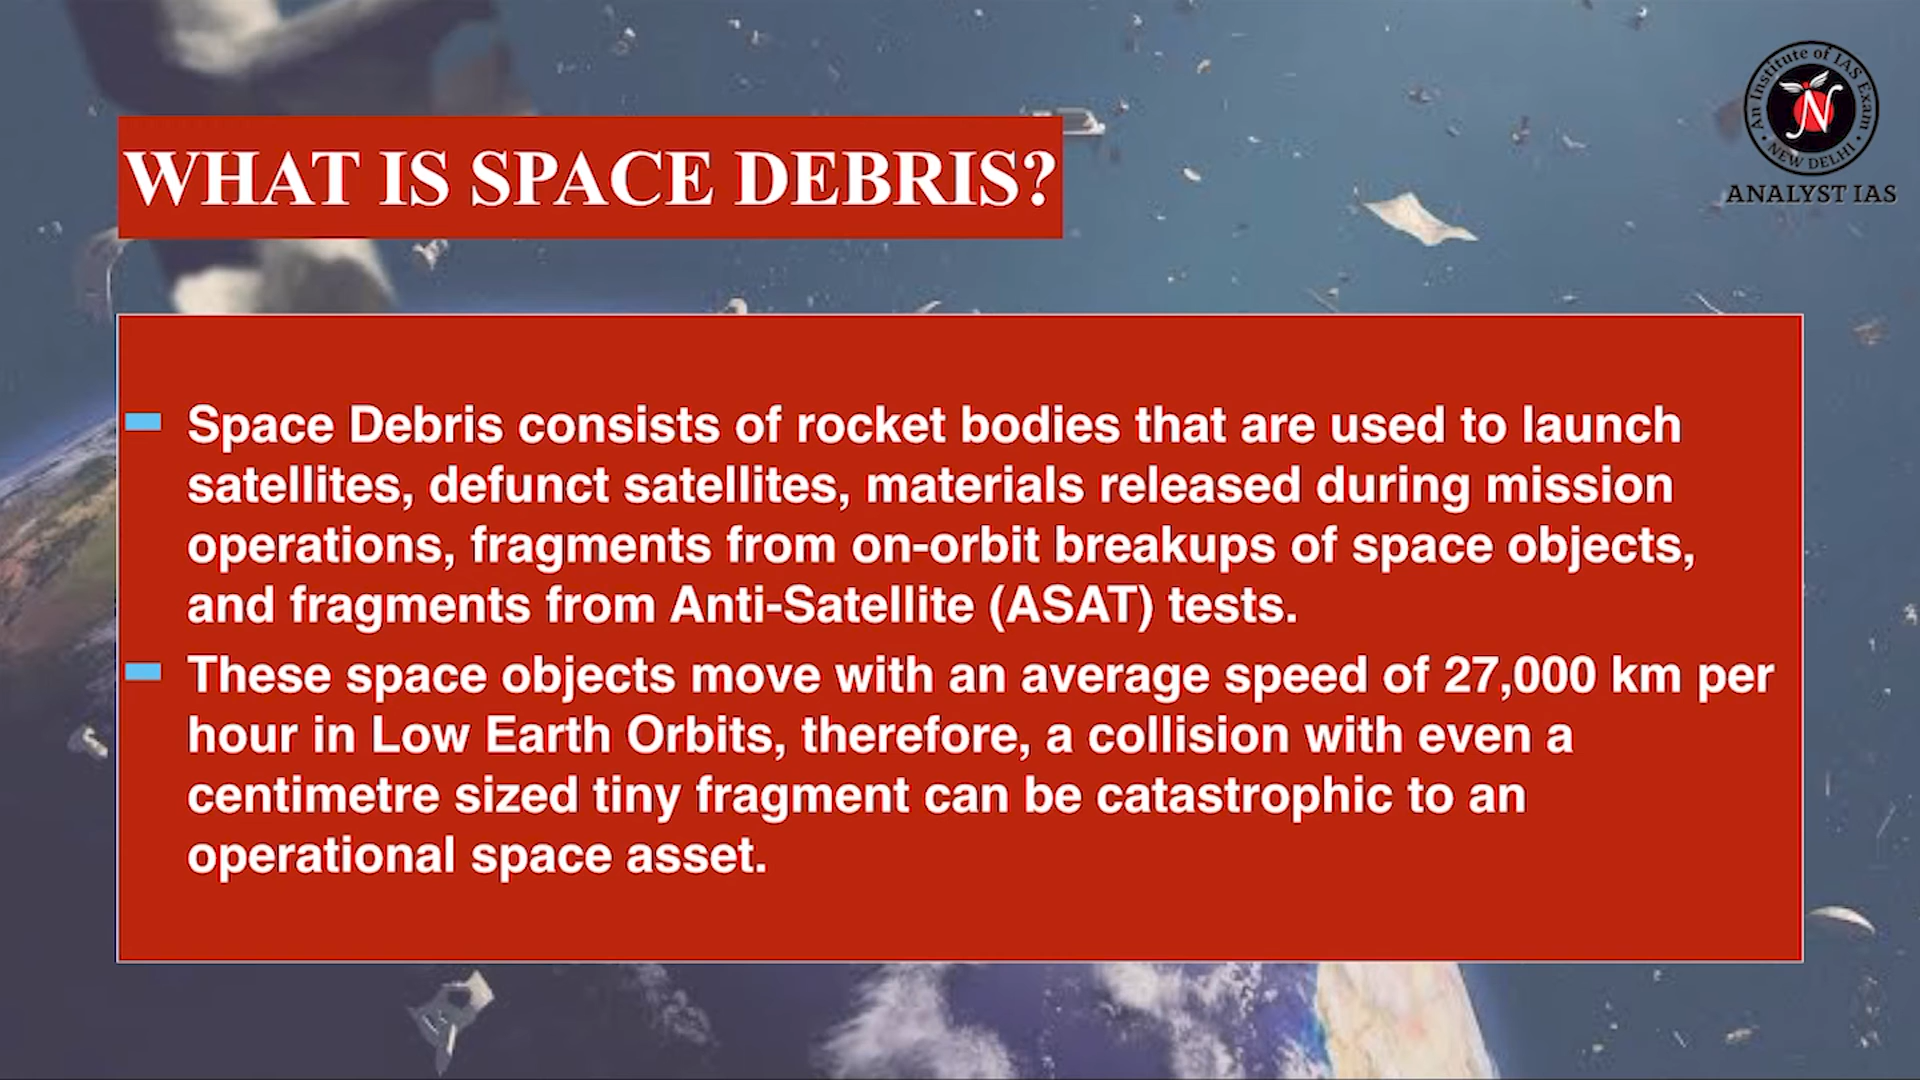 An Institute of IAS Exam
N
• NEW DELHI •
ANALYST IAS
WHAT IS SPACE DEBRIS?
Space Debris consists of rocket bodies that are used to launch
satellites, defunct satellites, materials released during mission
operations, fragments from on-orbit breakups of space objects,
and fragments from Anti-Satellite (ASAT) tests.
These space objects move with an average speed of 27,000 km per
hour in Low Earth Orbits, therefore, a collision with even a
centimetre sized tiny fragment can be catastrophic to an
operational space asset.